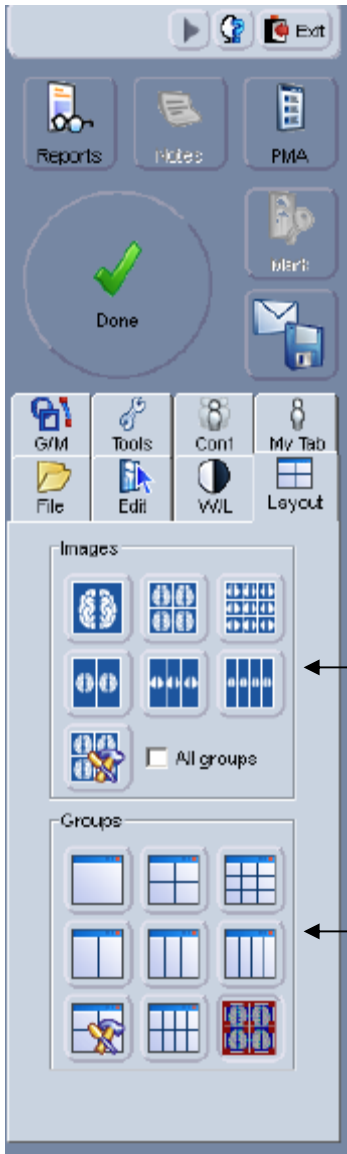 Exit
Reports Notes PMA
Mark
Done
G/M Tools Conf My Tab
File Edit W/L Layout
Images
All groups
Groups